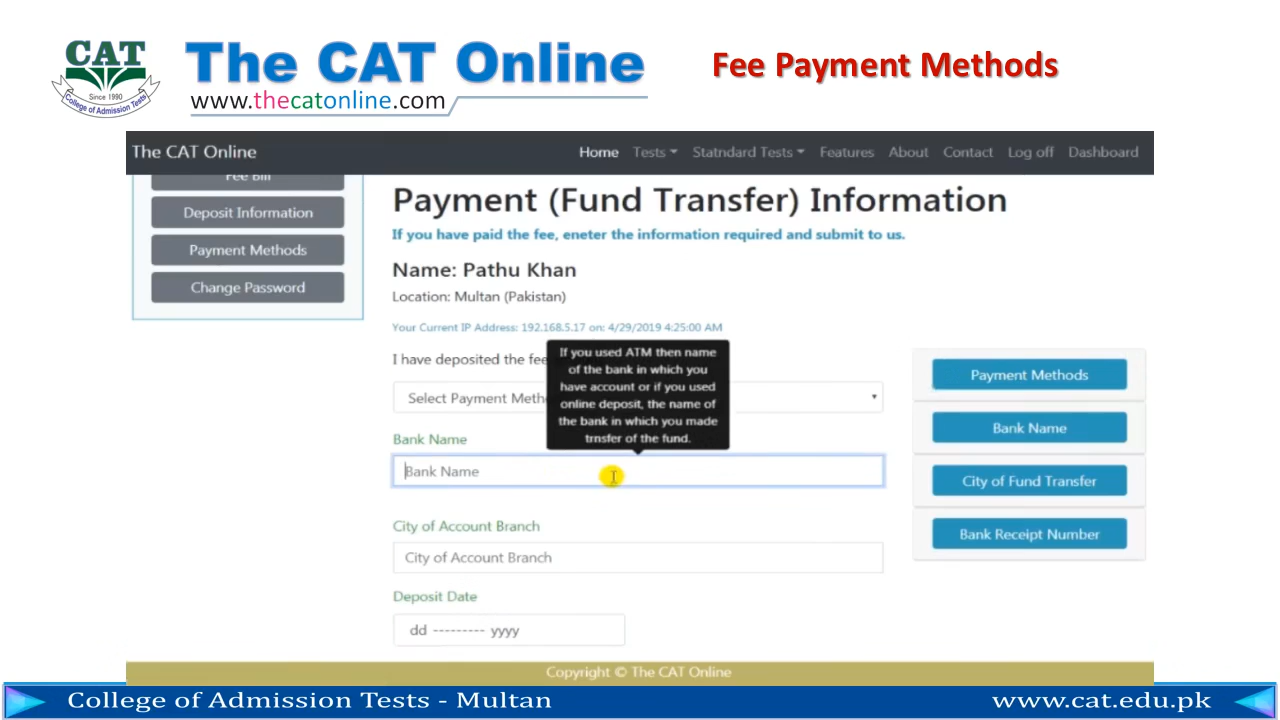 CAT
Since 1990
College of Admission Tests
The CAT Online
www.thecatonline.com
Fee Payment Methods
The CAT Online
Home
Tests
Statndard Tests
Features
About
Contact
Log off
Dashboard
Fee Bill
Deposit Information
Payment Methods
Change Password
Payment (Fund Transfer) Information
If you have paid the fee, eneter the information required and submit to us.
Name: Pathu Khan
Location: Multan (Pakistan)
Your Current IP Address: 192.168.5.17 on: 4/29/2019 4:25:00 AM
I have deposited the fee
If you used ATM then name
of the bank in which you
have account or if you used
online deposit, the name of
the bank in which you made
trnsfer of the fund.
Select Payment
Bank Name
Bank Name
City of Account Branch
City of Account Branch
Deposit Date
dd --------- yyyy
Payment Methods
Bank Name
City of Fund Transfer
Bank Receipt Number
Copyright © The CAT Online
College of Admission Tests - Multan
www.cat.edu.pk